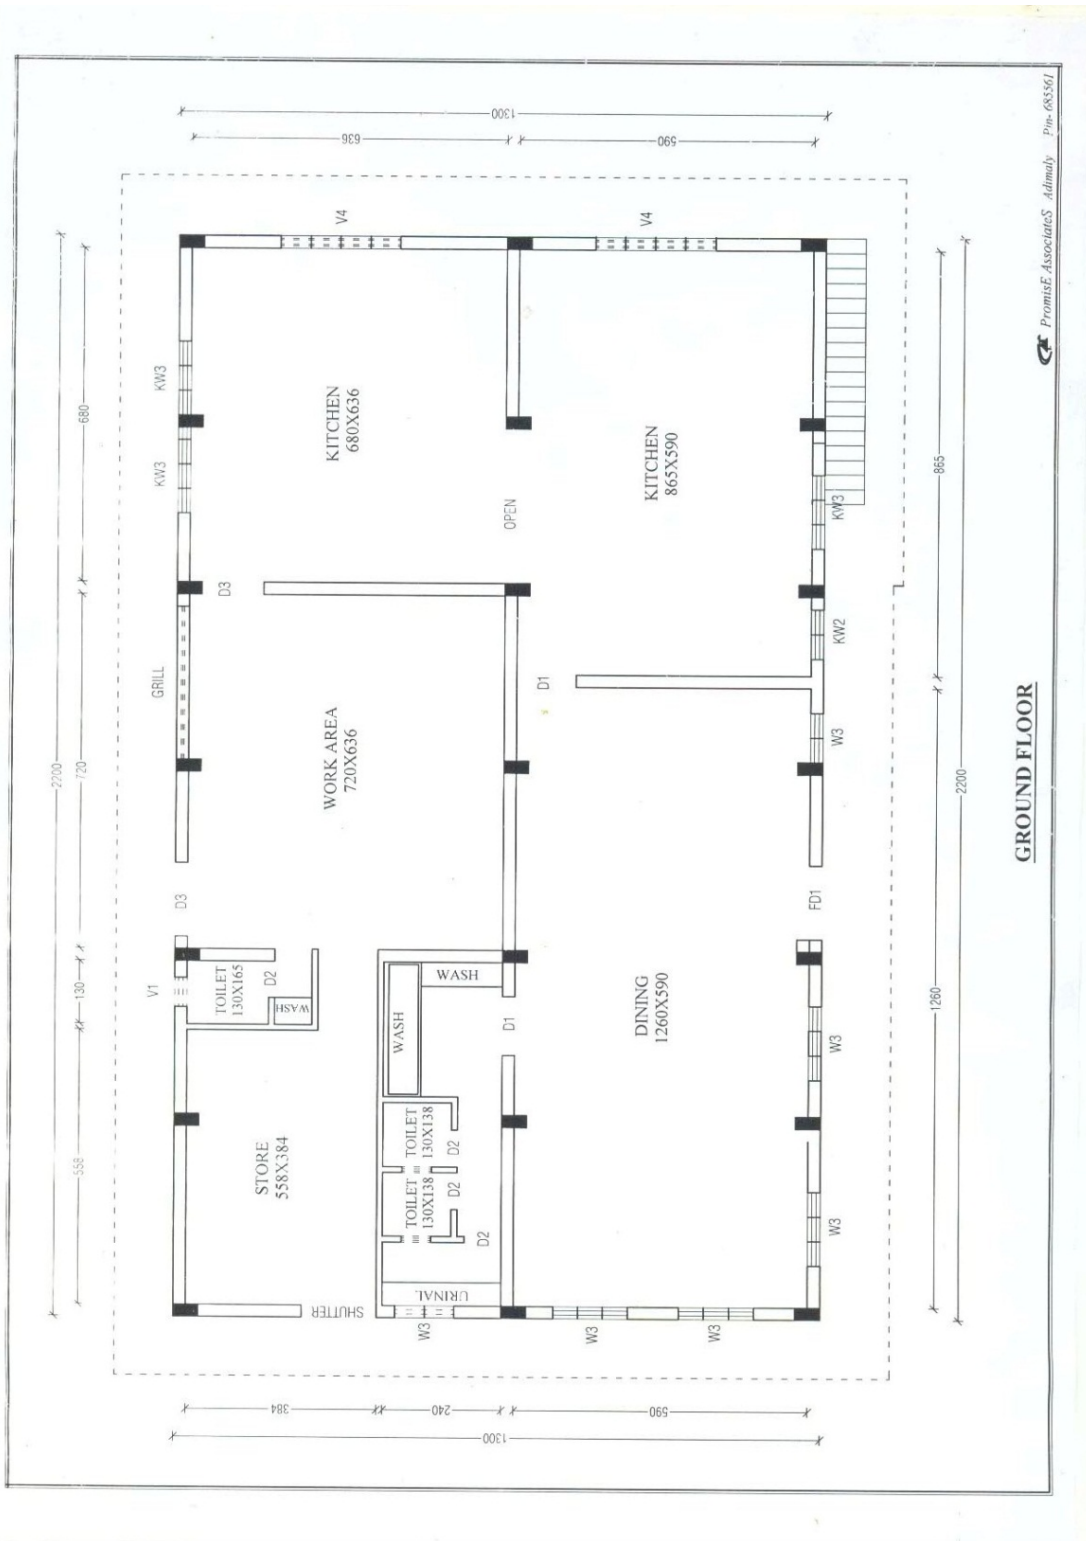 PromisE AssociateS Adimaly Pin- 685561
2200
558
130
720
680
V1
D3
GRILL
KW3
KW3
TOILET
130X165
D2
WASH
D3
STORE
558X384
WORK AREA
720X636
KITCHEN
680X636
V4
636
1300
384
SHUTTER
WASH
WASH
TOILET
130X138
D2
TOILET
130X138
D2
D2
URINAL
W3
240
1300
D1
OPEN
D1
DINING
1260X590
KITCHEN
865X590
V4
590
590
W3
W3
W3
W3
FD1
W3
KW2
KW3
1260
865
2200
GROUND FLOOR